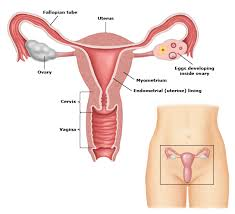 Fallopian tube
Uterus
Ovary
Eggs developing
inside ovary
Myometrium
Endometrial (uterine) lining
Cervix
Vagina